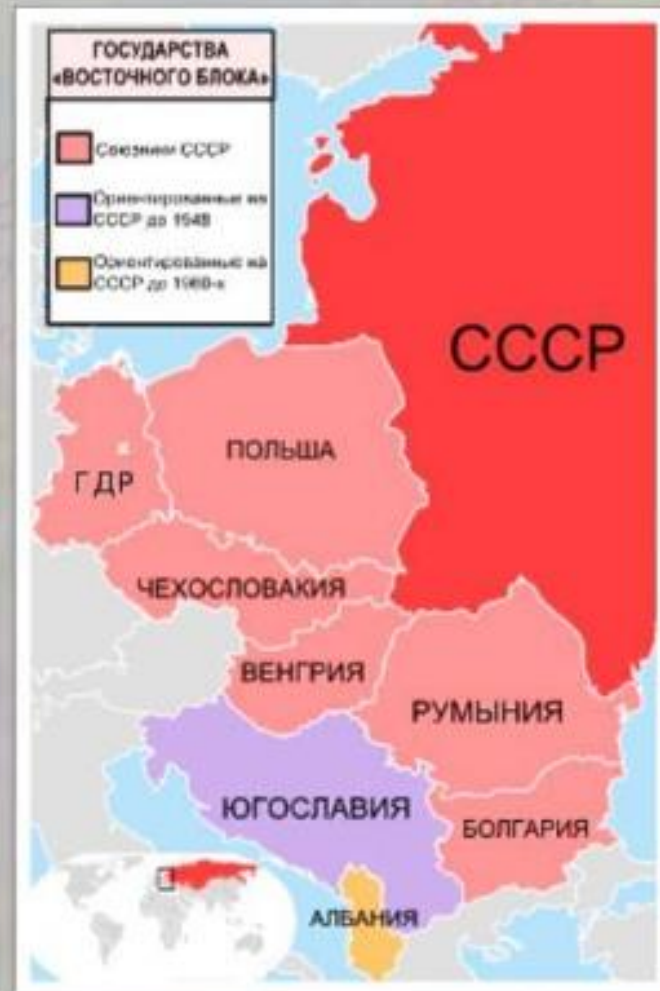 ГОСУДАРСТВА
«ВОСТОЧНОГО БЛОКА»
Союзники СССР
Ориентированные на
СССР до 1948
Ориентированные на
СССР до 1960-х
СССР
ПОЛЬША
ГДР
ЧЕХОСЛОВАКИЯ
ВЕНГРИЯ
РУМЫНИЯ
ЮГОСЛАВИЯ
БОЛГАРИЯ
АЛБАНИЯ